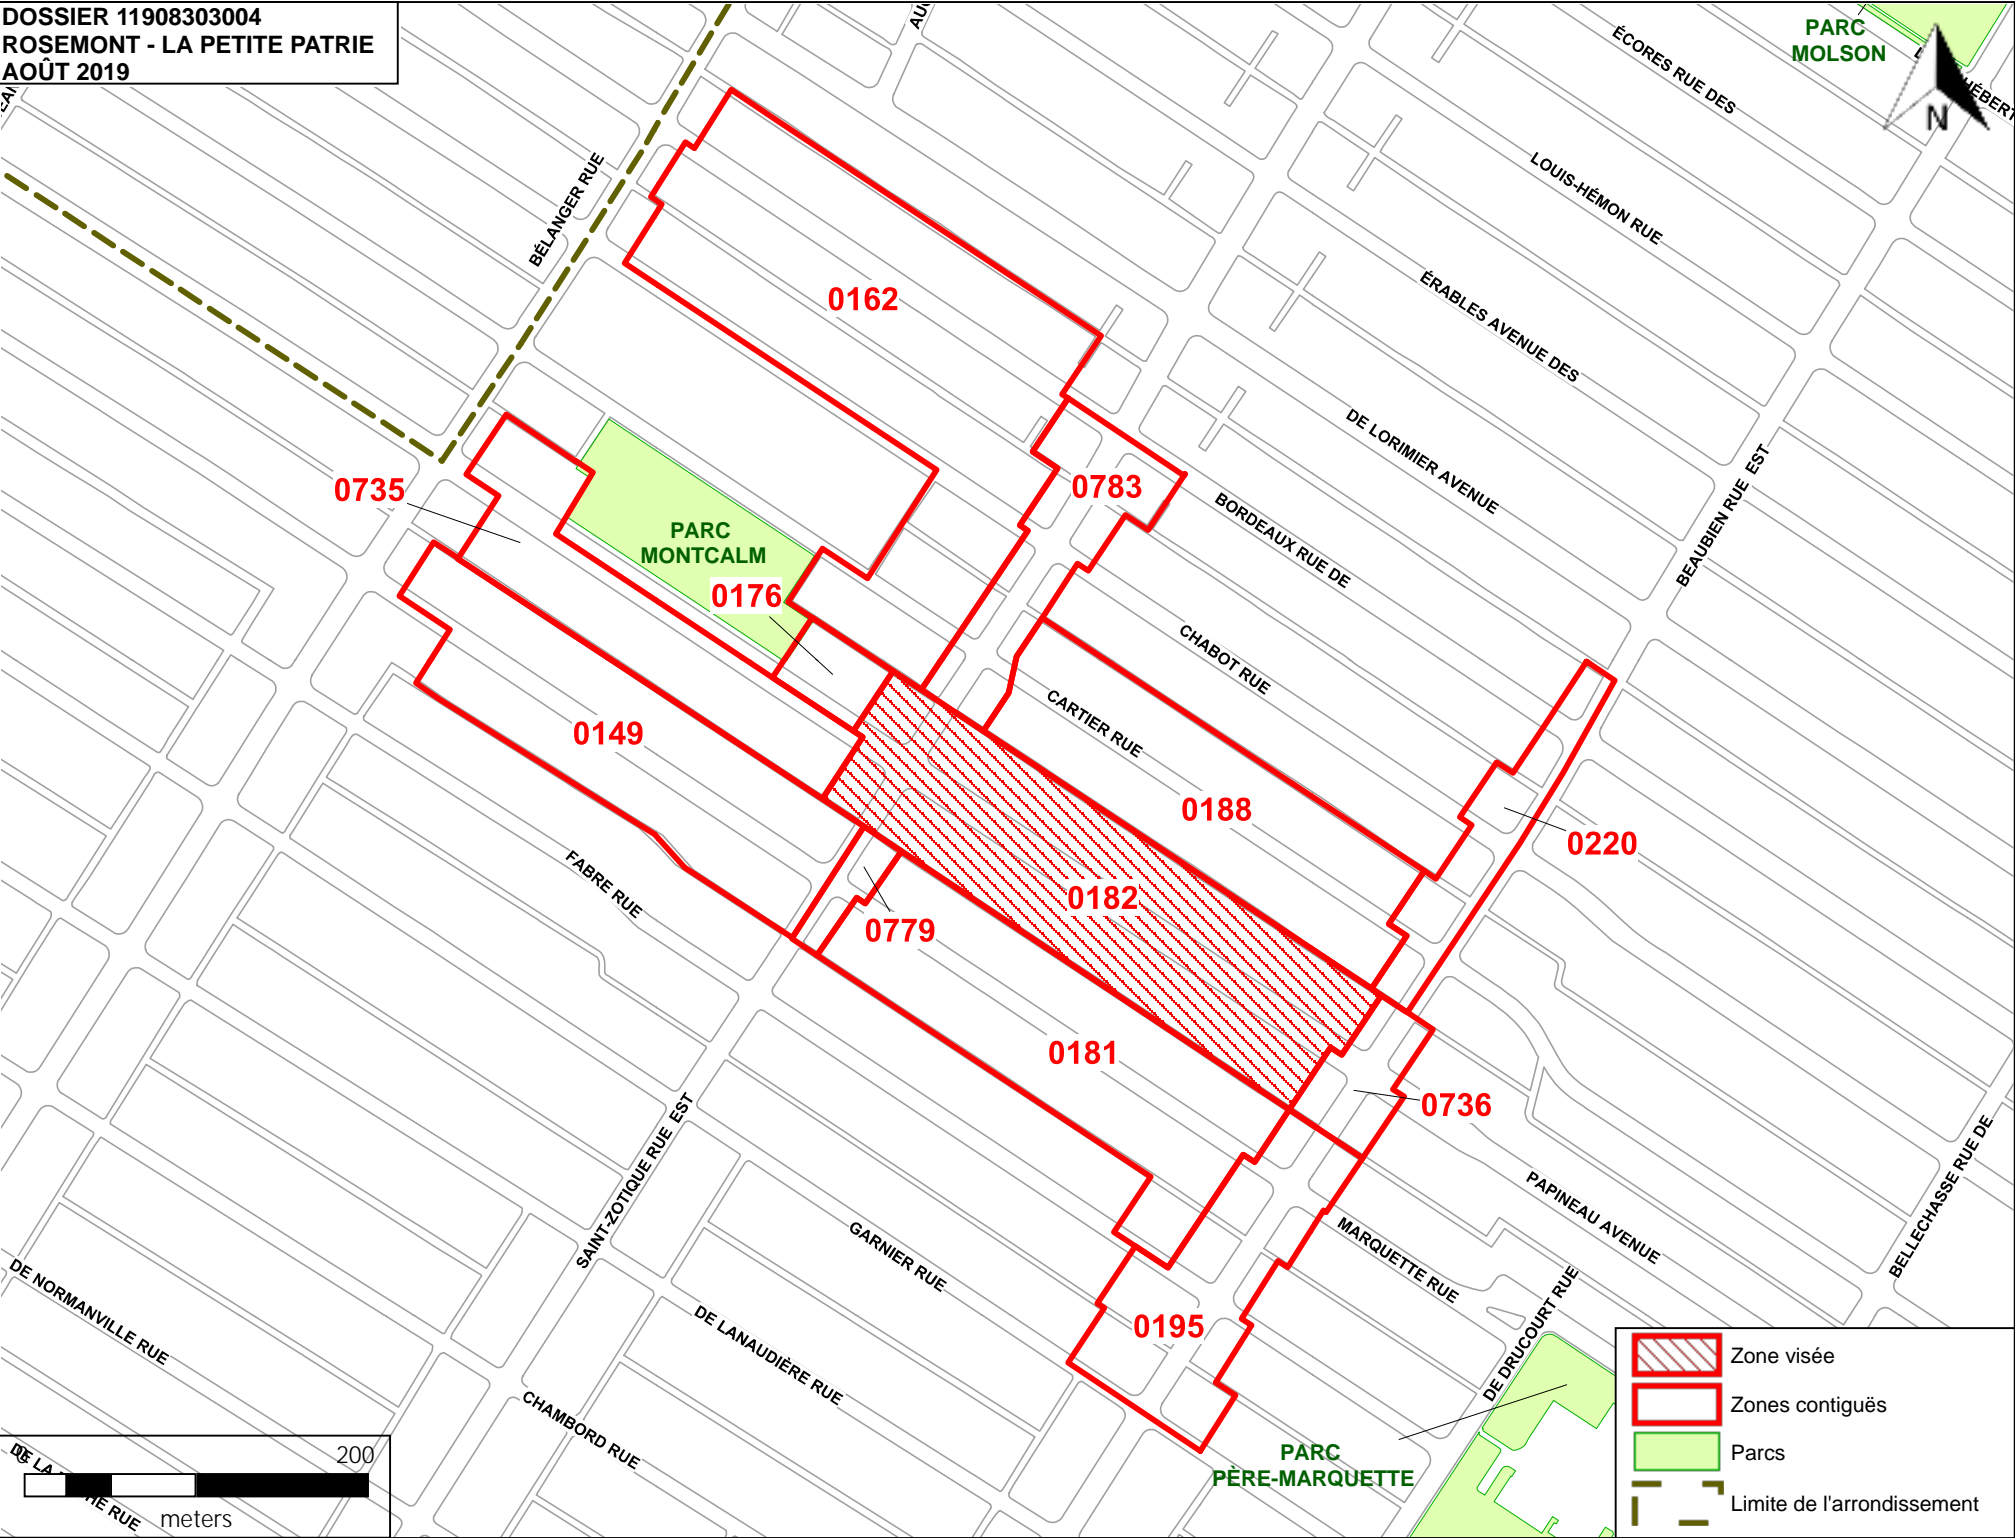 DOSSIER 11908303004
ROSEMONT - LA PETITE PATRIE
AOÛT 2019
PARC
MOLSON
N
ÉCORES RUE DES
LOUIS-HÉMON RUE
ÉRABLES AVENUE DES
DE LORIMIER AVENUE
BÉLANGER RUE
0162
0735
0783
PARC
MONTCALM
0176
BORDEAUX RUE DE
BEAUBIEN RUE EST
CHABOT RUE
CARTIER RUE
0149
0188
0220
0182
FABRE RUE
0779
0181
0736
SAINT-ZOTIQUE RUE EST
PAPINEAU AVENUE
BELLECHASSE RUE DE
GARNIER RUE
MARQUETTE RUE
DE DRUCOURT RUE
DE NORMANVILLE RUE
DE LANAUDIÈRE RUE
0195
CHAMBORD RUE
PARC
PÈRE-MARQUETTE
0
200
meters
Zone visée
Zones contiguës
Parcs
Limite de l'arrondissement